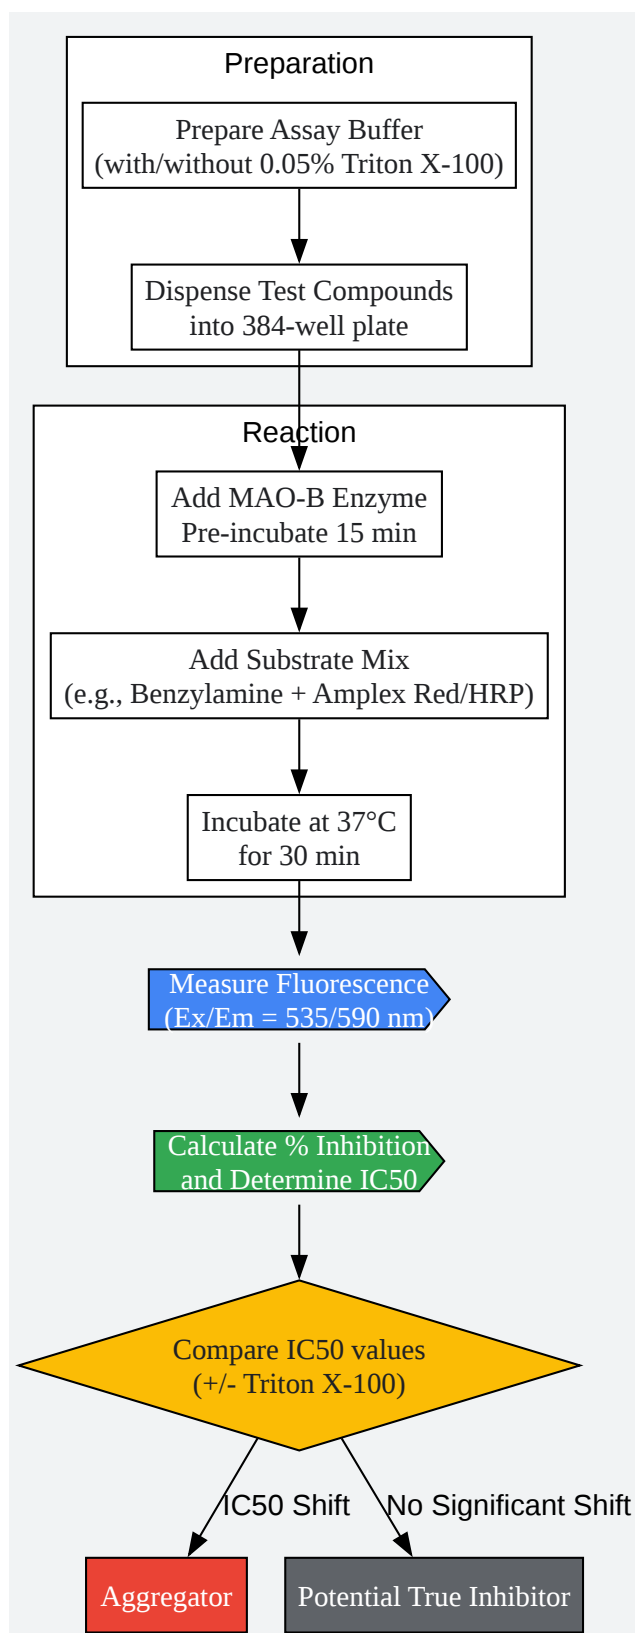 Preparation
Prepare Assay Buffer
(with/without 0.05% Triton X-100)
Dispense Test Compounds
into 384-well plate
Reaction
Add MAO-B Enzyme
Pre-incubate 15 min
Add Substrate Mix
(e.g., Benzylamine + Amplex Red/HRP)
Incubate at 37°C
for 30 min
Measure Fluorescence
(Ex/Em = 535/590 nm)
Calculate % Inhibition
and Determine IC50
Compare IC50 values
(+/- Triton X-100)
IC50 Shift
No Significant Shift
Aggregator
Potential True Inhibitor